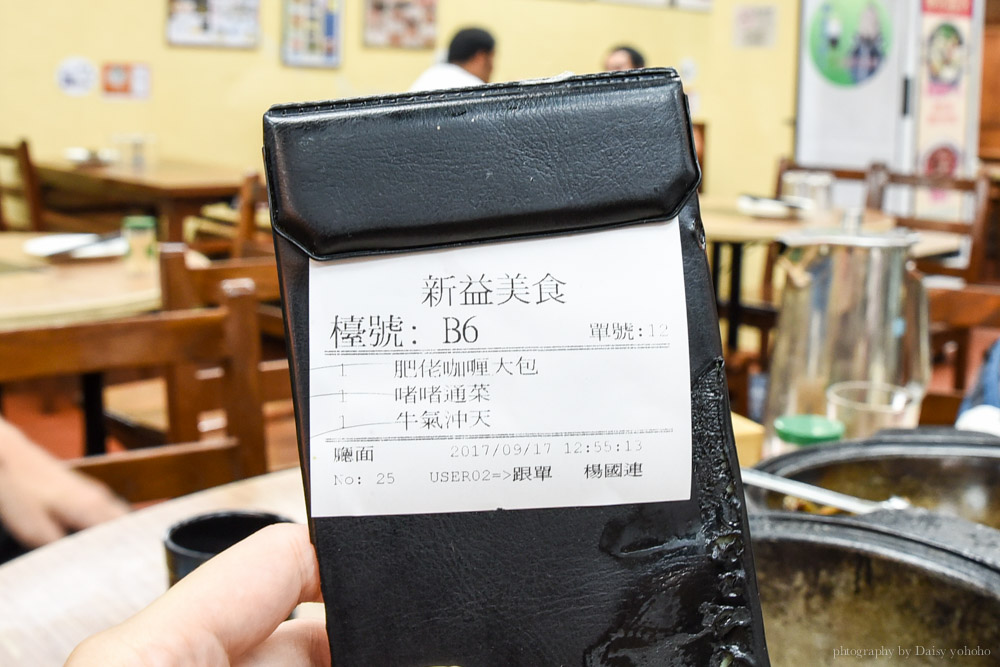 新益美食
檯號: B6 單號:12
1 肥佬咖喱大包
1 啫啫通菜
1 牛氣沖天
廳面 2017/09/17 12:55:13
No: 25 USER02=>跟單 楊國連
phtography by Daisy yohoho